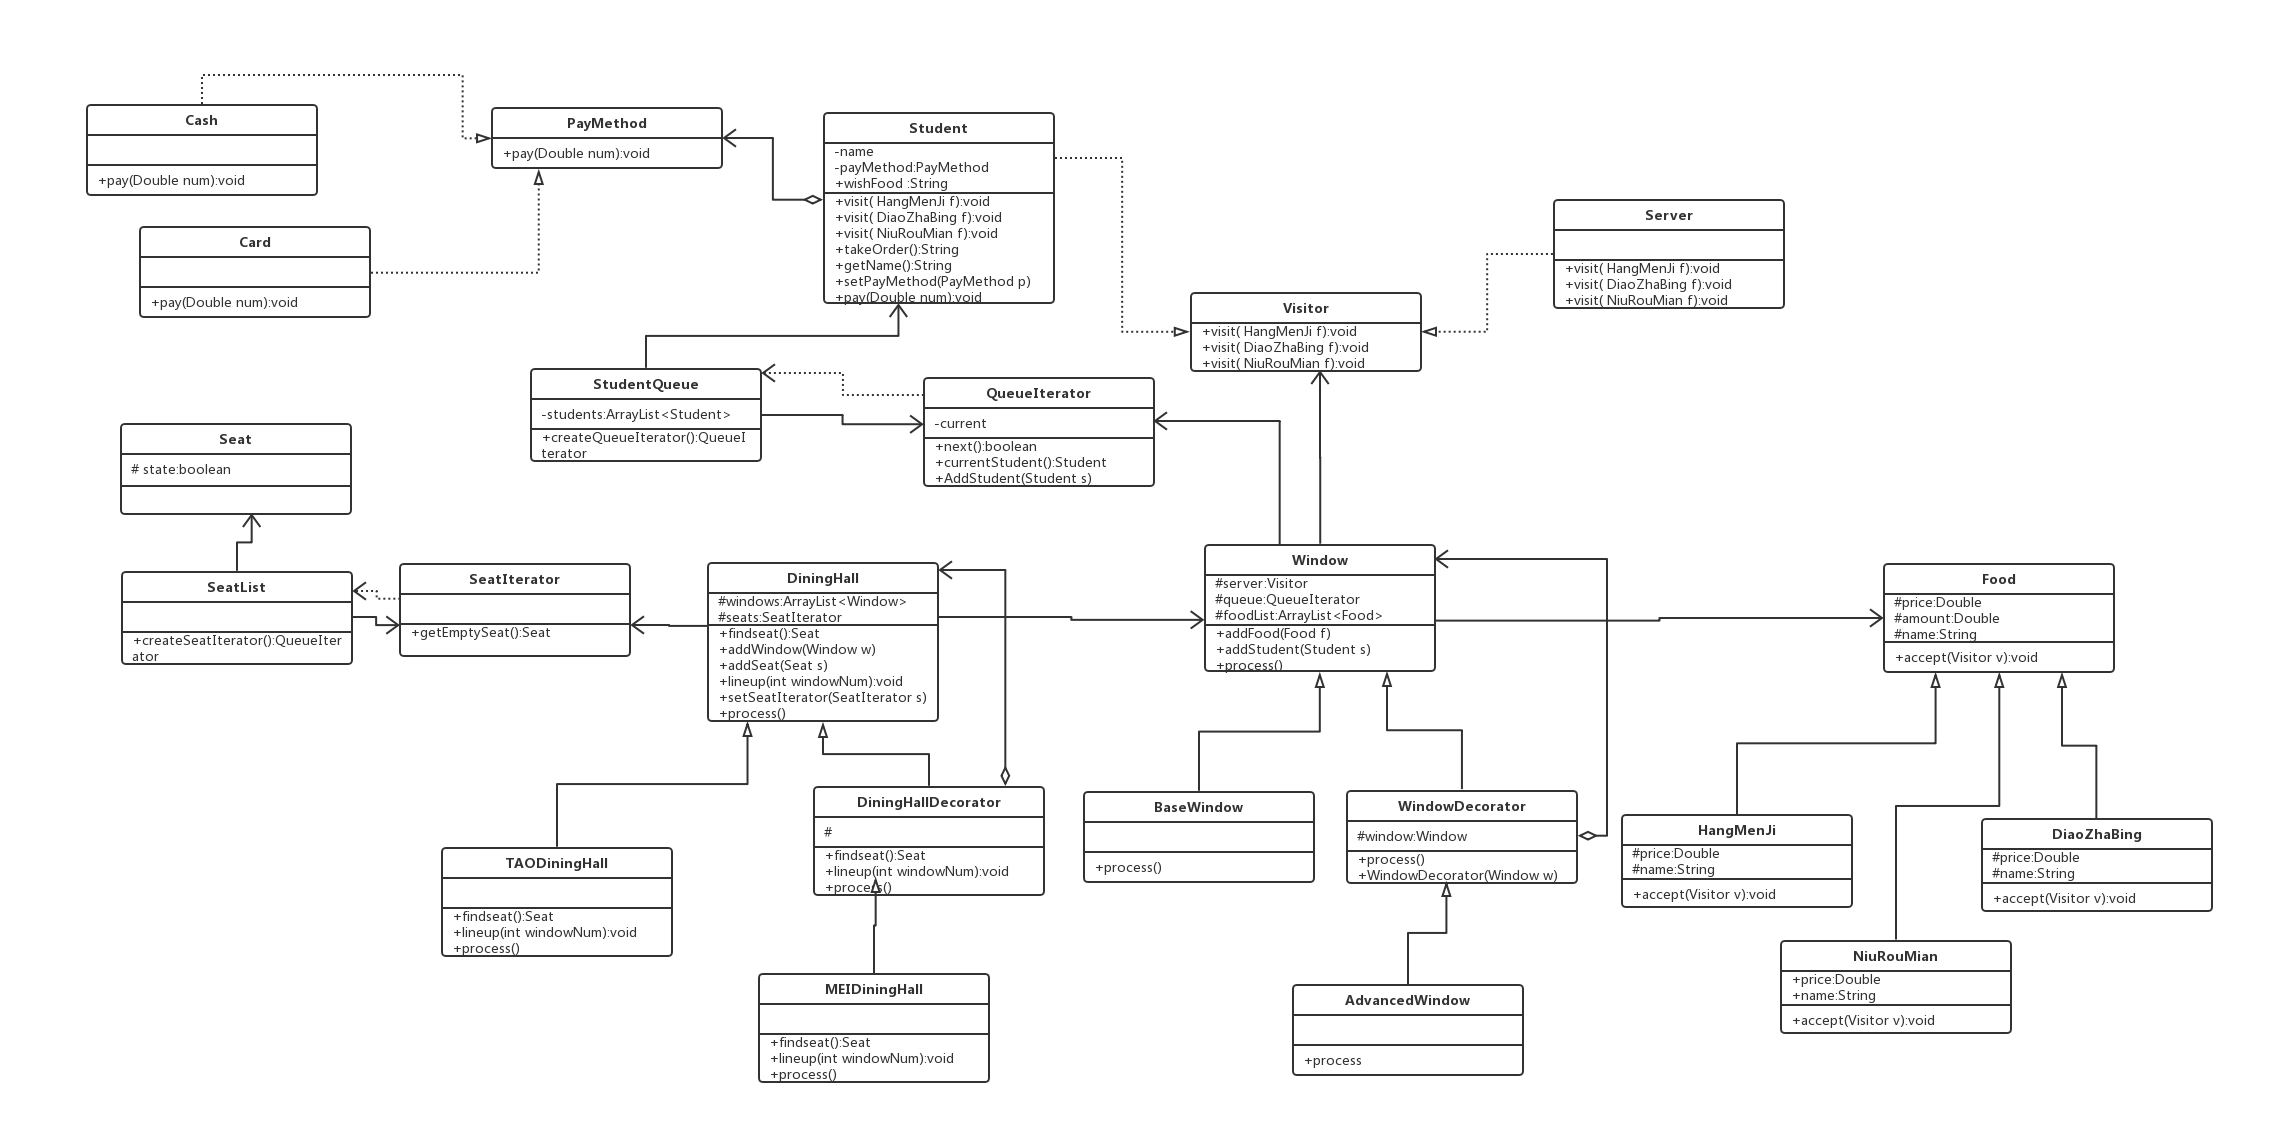 Cash
+pay(Double num):void
PayMethod
+pay(Double num):void
Student
-name
-payMethod:PayMethod
+wishFood :String
+visit( HangMenJi f):void
+visit( DiaoZhaBing f):void
+visit( NiuRouMian f):void
+takeOrder():String
+getName():String
+setPayMethod(PayMethod p)
+pay(Double num):void
Card
+pay(Double num):void
Server
+visit( HangMenJi f):void
+visit( DiaoZhaBing f):void
+visit( NiuRouMian f):void
Visitor
+visit( HangMenJi f):void
+visit( DiaoZhaBing f):void
+visit( NiuRouMian f):void
StudentQueue
-students:ArrayList<Student>
+createQueueIterator():QueueI
terator
QueueIterator
-current
+next():boolean
+currentStudent():Student
+AddStudent(Student s)
Seat
# state:boolean
SeatList
+createSeatIterator():QueueIter
ator
SeatIterator
+getEmptySeat():Seat
DiningHall
#windows:ArrayList<Window>
#seats:SeatIterator
+findseat():Seat
+addWindow(Window w)
+addSeat(Seat s)
+lineup(int windowNum):void
+setSeatIterator(SeatIterator s)
+process()
Window
#server:Visitor
#queue:QueueIterator
#foodList:ArrayList<Food>
+addFood(Food f)
+addStudent(Student s)
+process()
Food
#price:Double
#amount:Double
#name:String
+accept(Visitor v):void
TAODiningHall
+findseat():Seat
+lineup(int windowNum):void
+process()
DiningHallDecorator
#
+findseat():Seat
+lineup(int windowNum):void
+process()
BaseWindow
+process()
WindowDecorator
#window:Window
+process()
+WindowDecorator(Window w)
HangMenJi
#price:Double
#name:String
+accept(Visitor v):void
DiaoZhaBing
#price:Double
#name:String
+accept(Visitor v):void
NiuRouMian
+price:Double
+name:String
+accept(Visitor v):void
MEIDiningHall
+findseat():Seat
+lineup(int windowNum):void
+process()
AdvancedWindow
+process